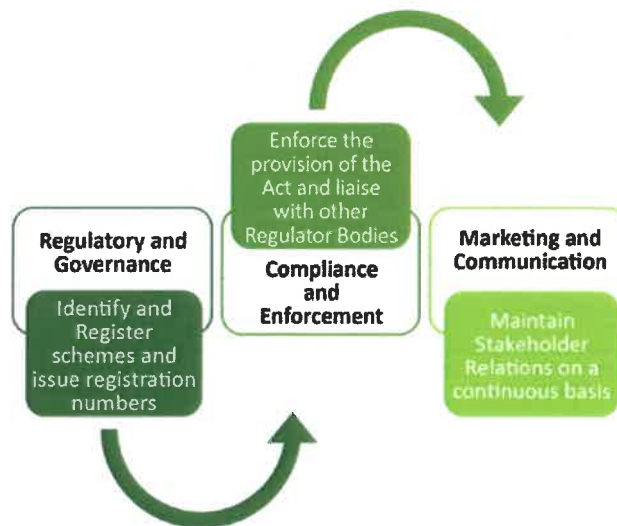 Regulatory and
Governance
Identify and
Register
schemes and
issue registration
numbers
Enforce the
provision of the
Act and liaise
with other
Regulator Bodies
Compliance
and
Enforcement
Marketing and
Communication
Maintain
Stakeholder
Relations on a
continuous basis